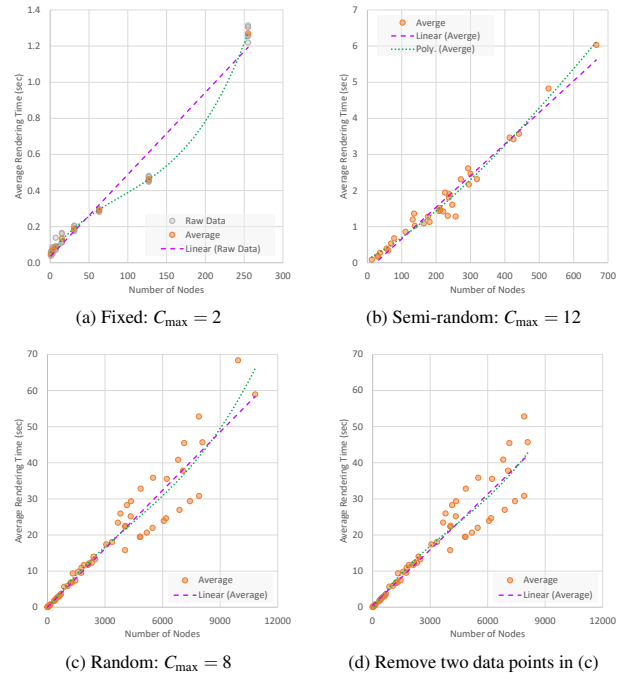 1.4
1.2
1.0
0.8
0.6
0.4
0.2
0.0
Average Rendering Time (sec)
Raw Data
Average
Linear (Raw Data)
0 50 100 150 200 250 300
Number of Nodes
(a) Fixed: Cmax = 2
7
6
5
4
3
2
1
0
Average Rendering Time (sec)
Averge
Linear (Averge)
Poly. (Averge)
0 100 200 300 400 500 600 700
Number of Nodes
(b) Semi-random: Cmax = 12
70
60
50
40
30
20
10
0
Average Rendering Time (sec)
Average
Linear (Average)
0 3000 6000 9000 12000
Number of Nodes
(c) Random: Cmax = 8
70
60
50
40
30
20
10
0
Average Rendering Time (sec)
Average
Linear (Average)
0 3000 6000 9000 12000
Number of Nodes
(d) Remove two data points in (c)